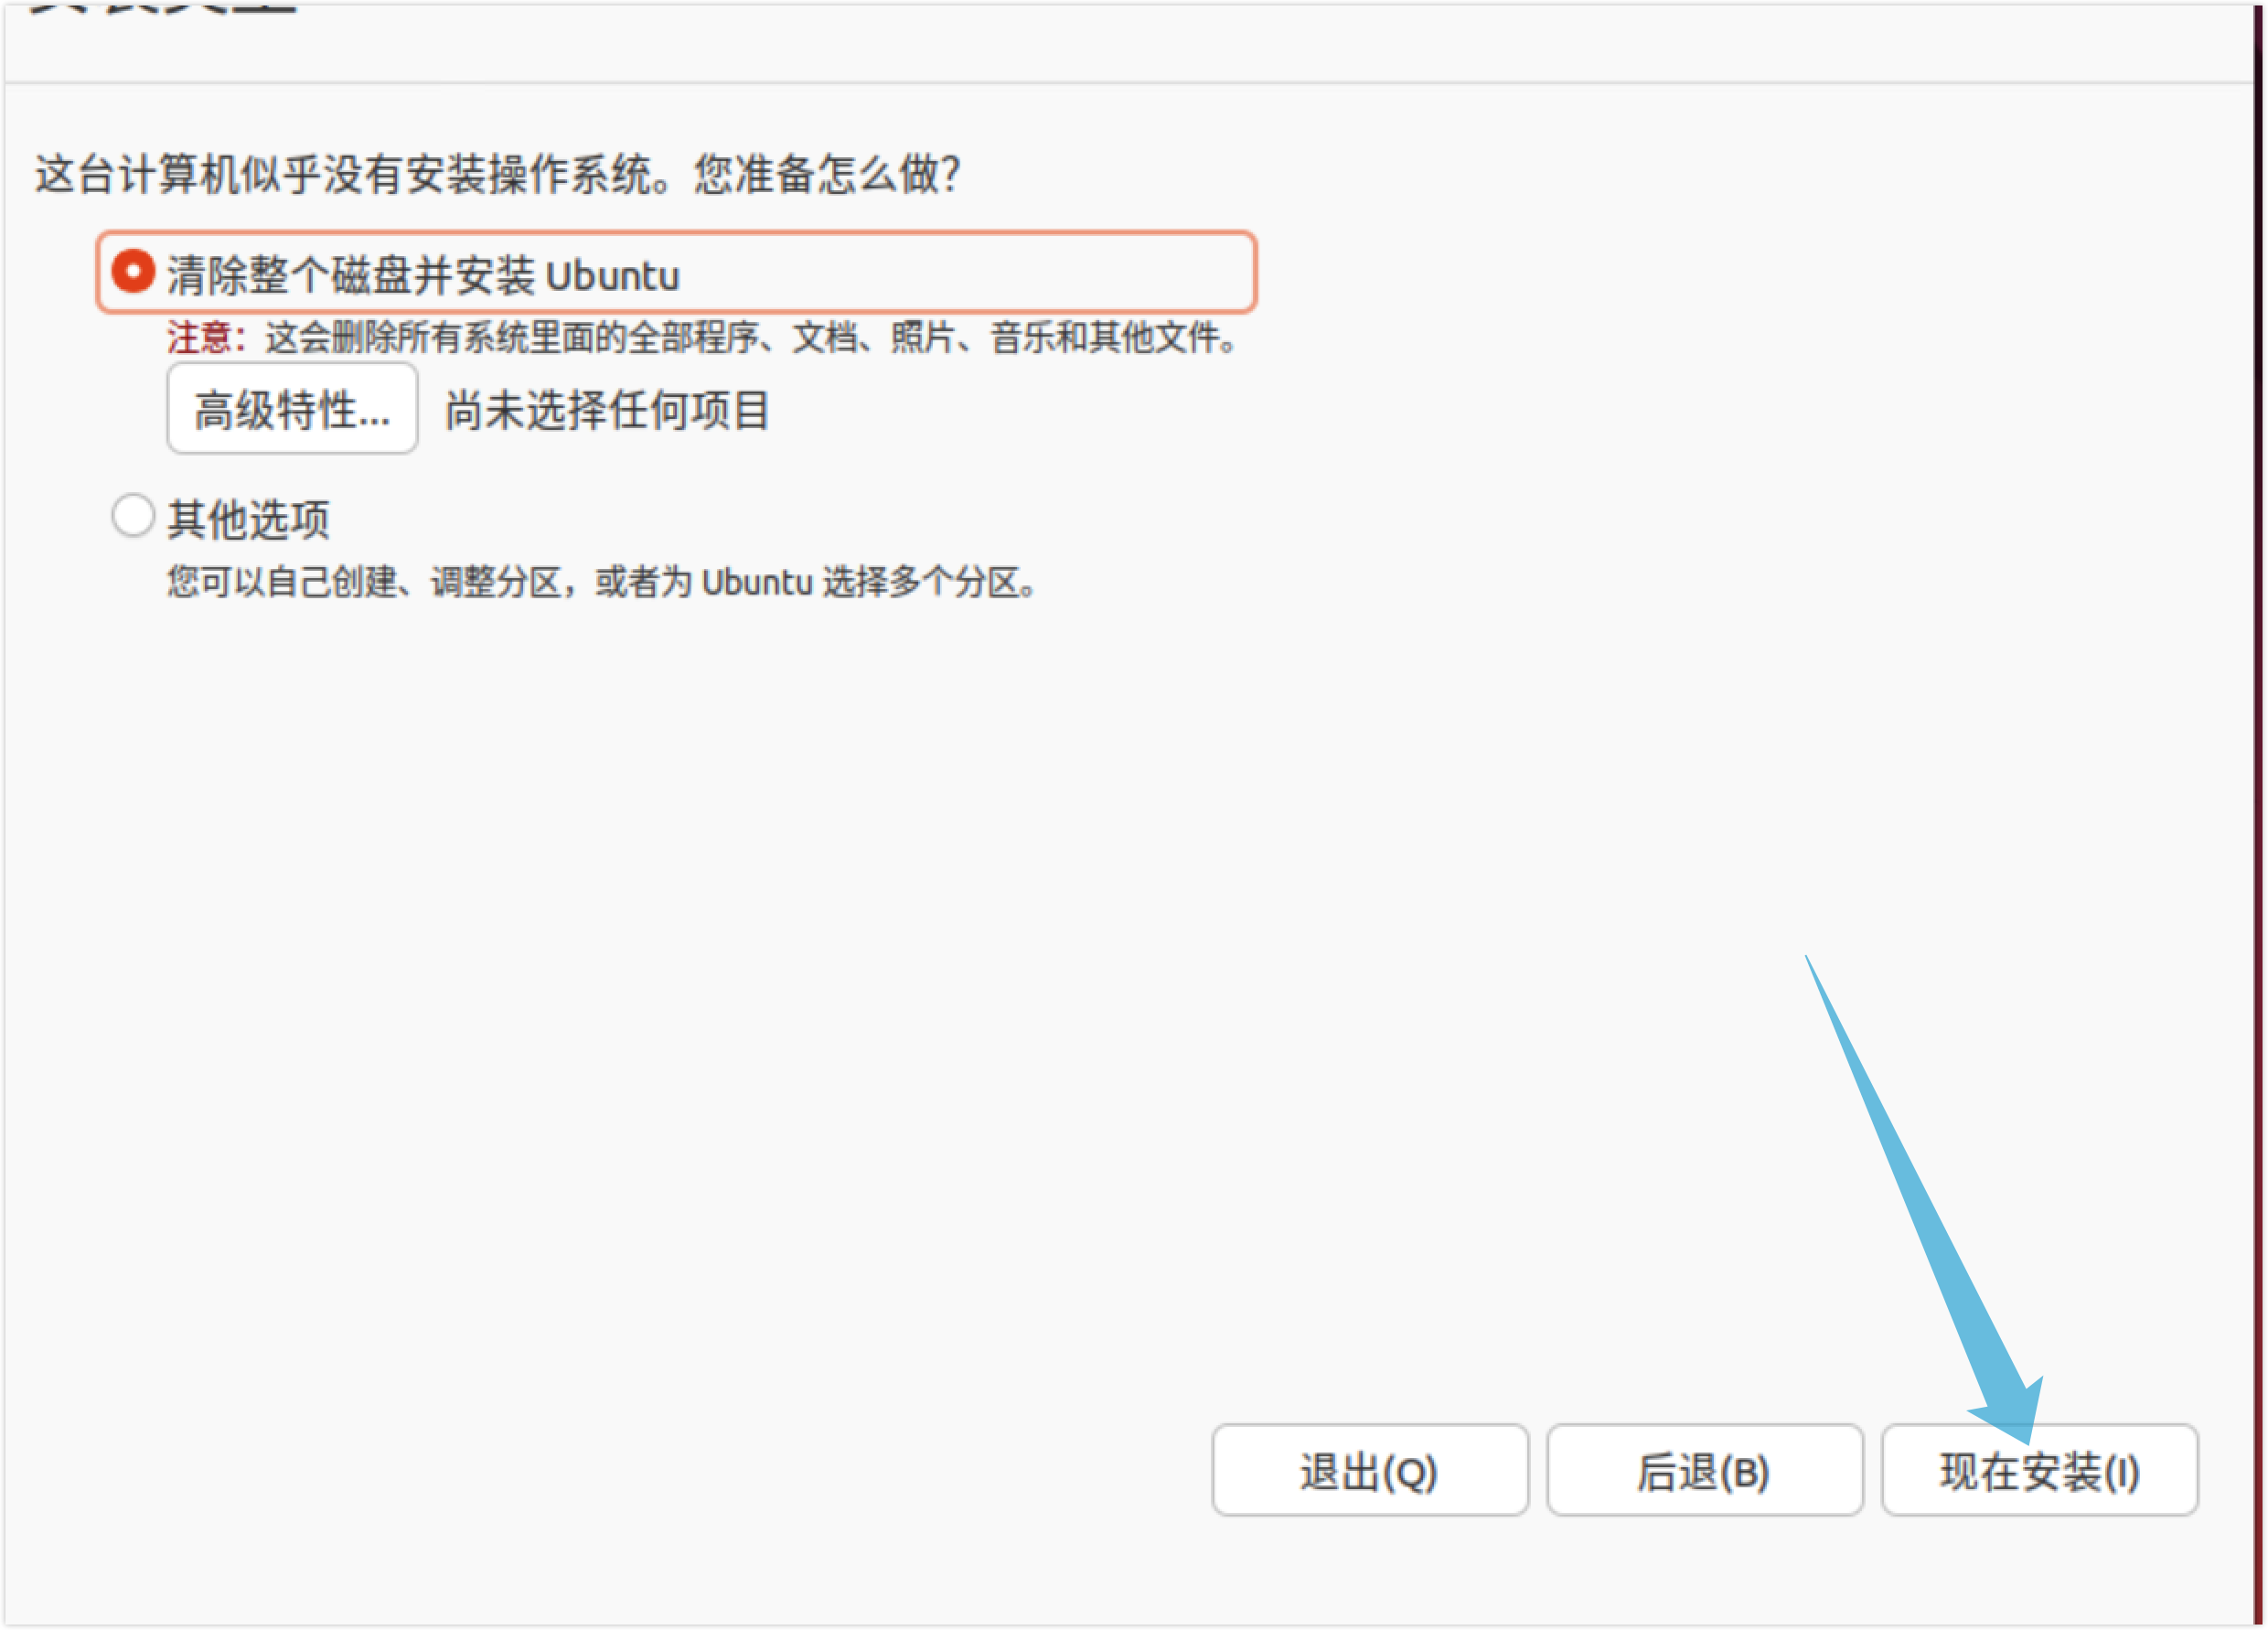 这台计算机似乎没有安装操作系统。您准备怎么做？
清除整个磁盘并安装 Ubuntu
注意：这会删除所有系统里面的全部程序、文档、照片、音乐和其他文件。
高级特性... 尚未选择任何项目
其他选项
您可以自己创建、调整分区，或者为 Ubuntu 选择多个分区。
退出(Q) 后退(B) 现在安装(I)